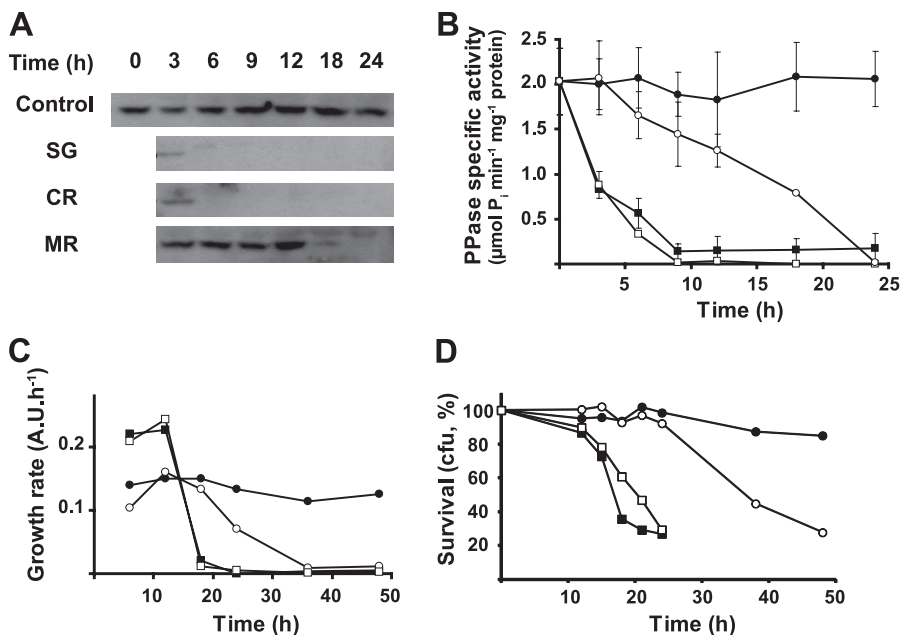 A
Time (h) 0 3 6 9 12 18 24
Control
SG
CR
MR
B
PPase specific activity
(µmol Pi min-1 mg-1 protein)
2.0
1.5
1.0
0.5
5 10 15 20 25
Time (h)
C
Growth rate (A.U.h-1)
0.2
0.1
10 20 30 40 50
Time (h)
D
Survival (cfu, %)
100
80
60
40
20
10 20 30 40 50
Time (h)